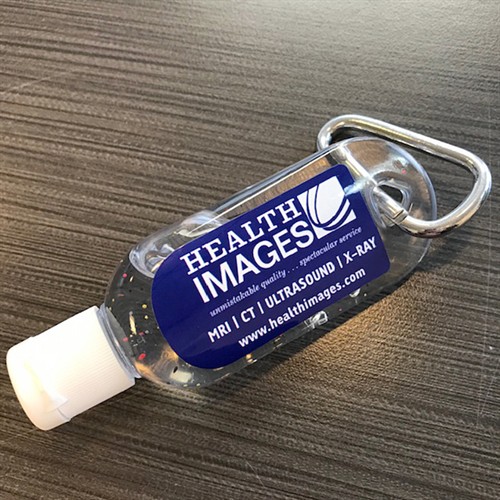 HEALTH
IMAGES
unmistakable quality . . . spectacular service
MRI | CT | ULTRASOUND | X-RAY
www.healthimages.com